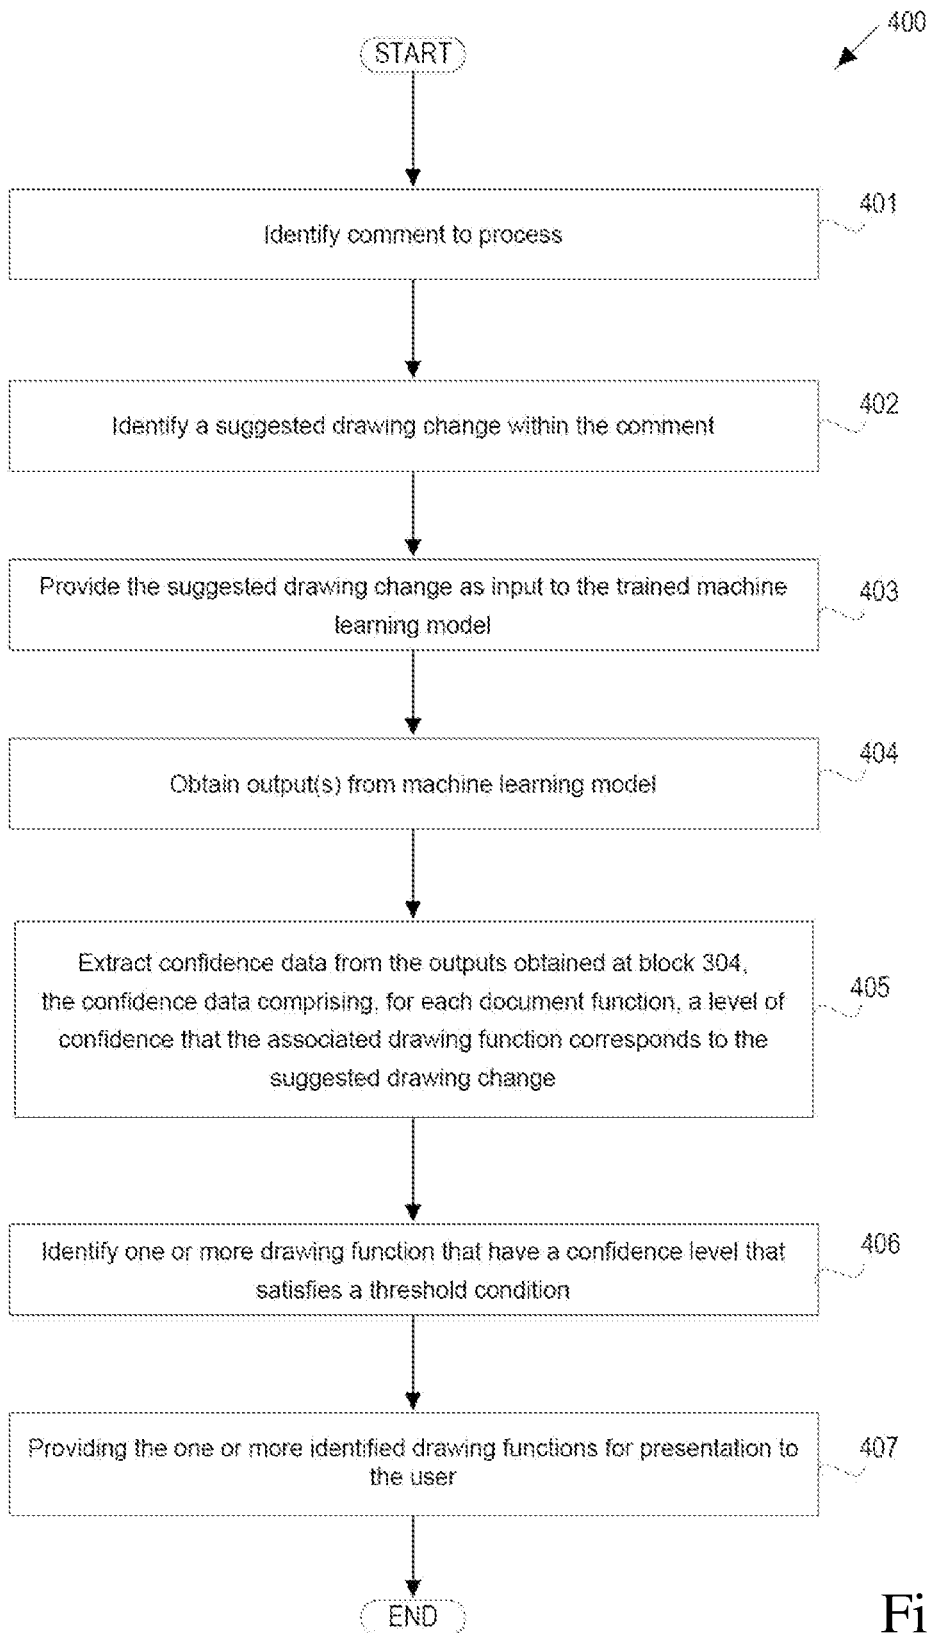 400
START
401
Identify comment to process
402
Identify a suggested drawing change within the comment
Provide the suggested drawing change as input to the trained machine
learning model
403
404
Obtain output(s) from machine learning model
Extract confidence data from the outputs obtained at block 304,
the confidence data comprising, for each document function, a level of
confidence that the associated drawing function corresponds to the
suggested drawing change
405
Identify one or more drawing function that have a confidence level that
satisfies a threshold condition
406
Providing the one or more identified drawing functions for presentation to
the user
407
END
Fi